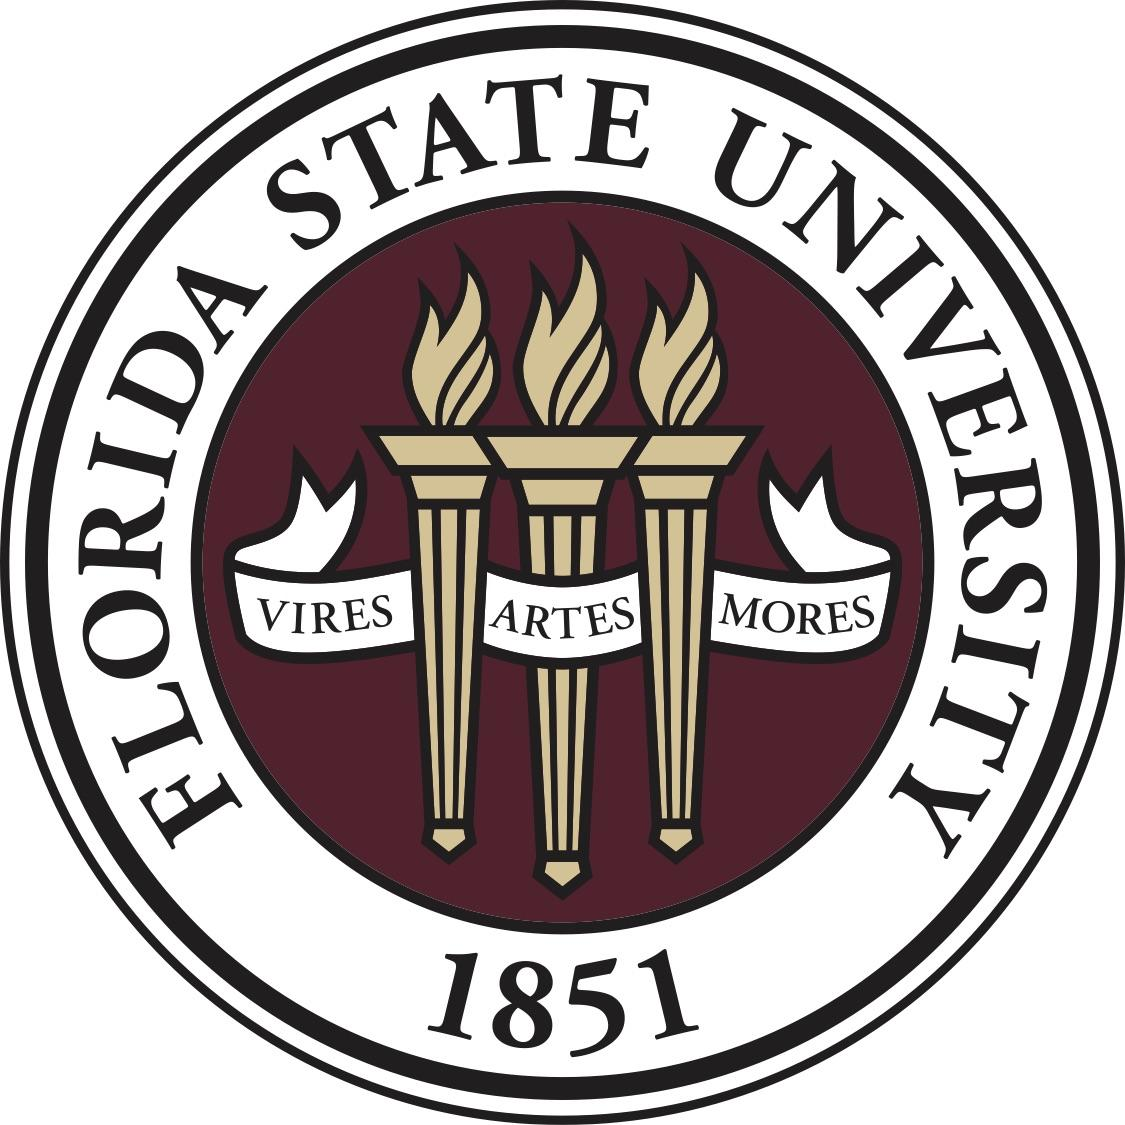 FLORIDA STATE UNIVERSITY
VIRES ARTES MORES
1851